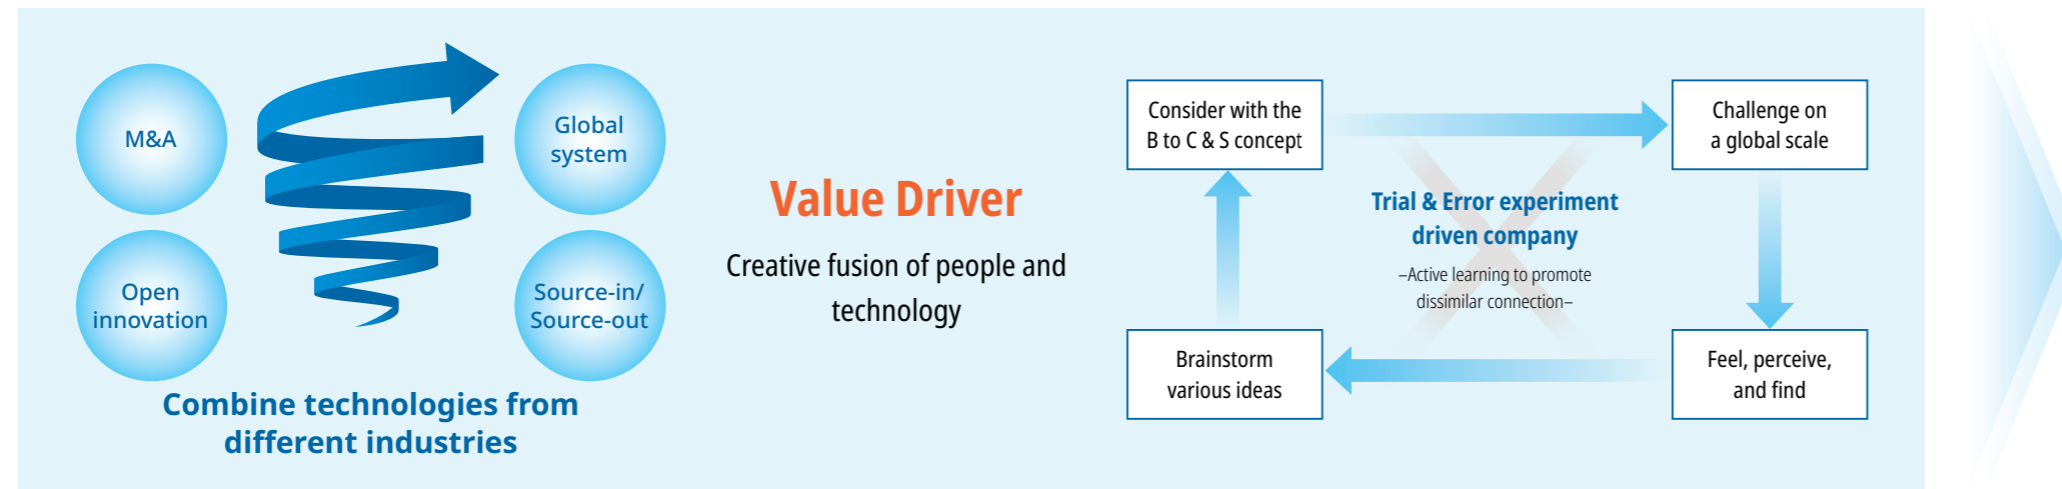 M&A
Global
system
Open
innovation
Source-in/
Source-out
Combine technologies from
different industries
Value Driver
Creative fusion of people and
technology
Consider with the
B to C & S concept
Challenge on
a global scale
Trial & Error experiment
driven company
–Active learning to promote
dissimilar connection–
Brainstorm
various ideas
Feel, perceive,
and find